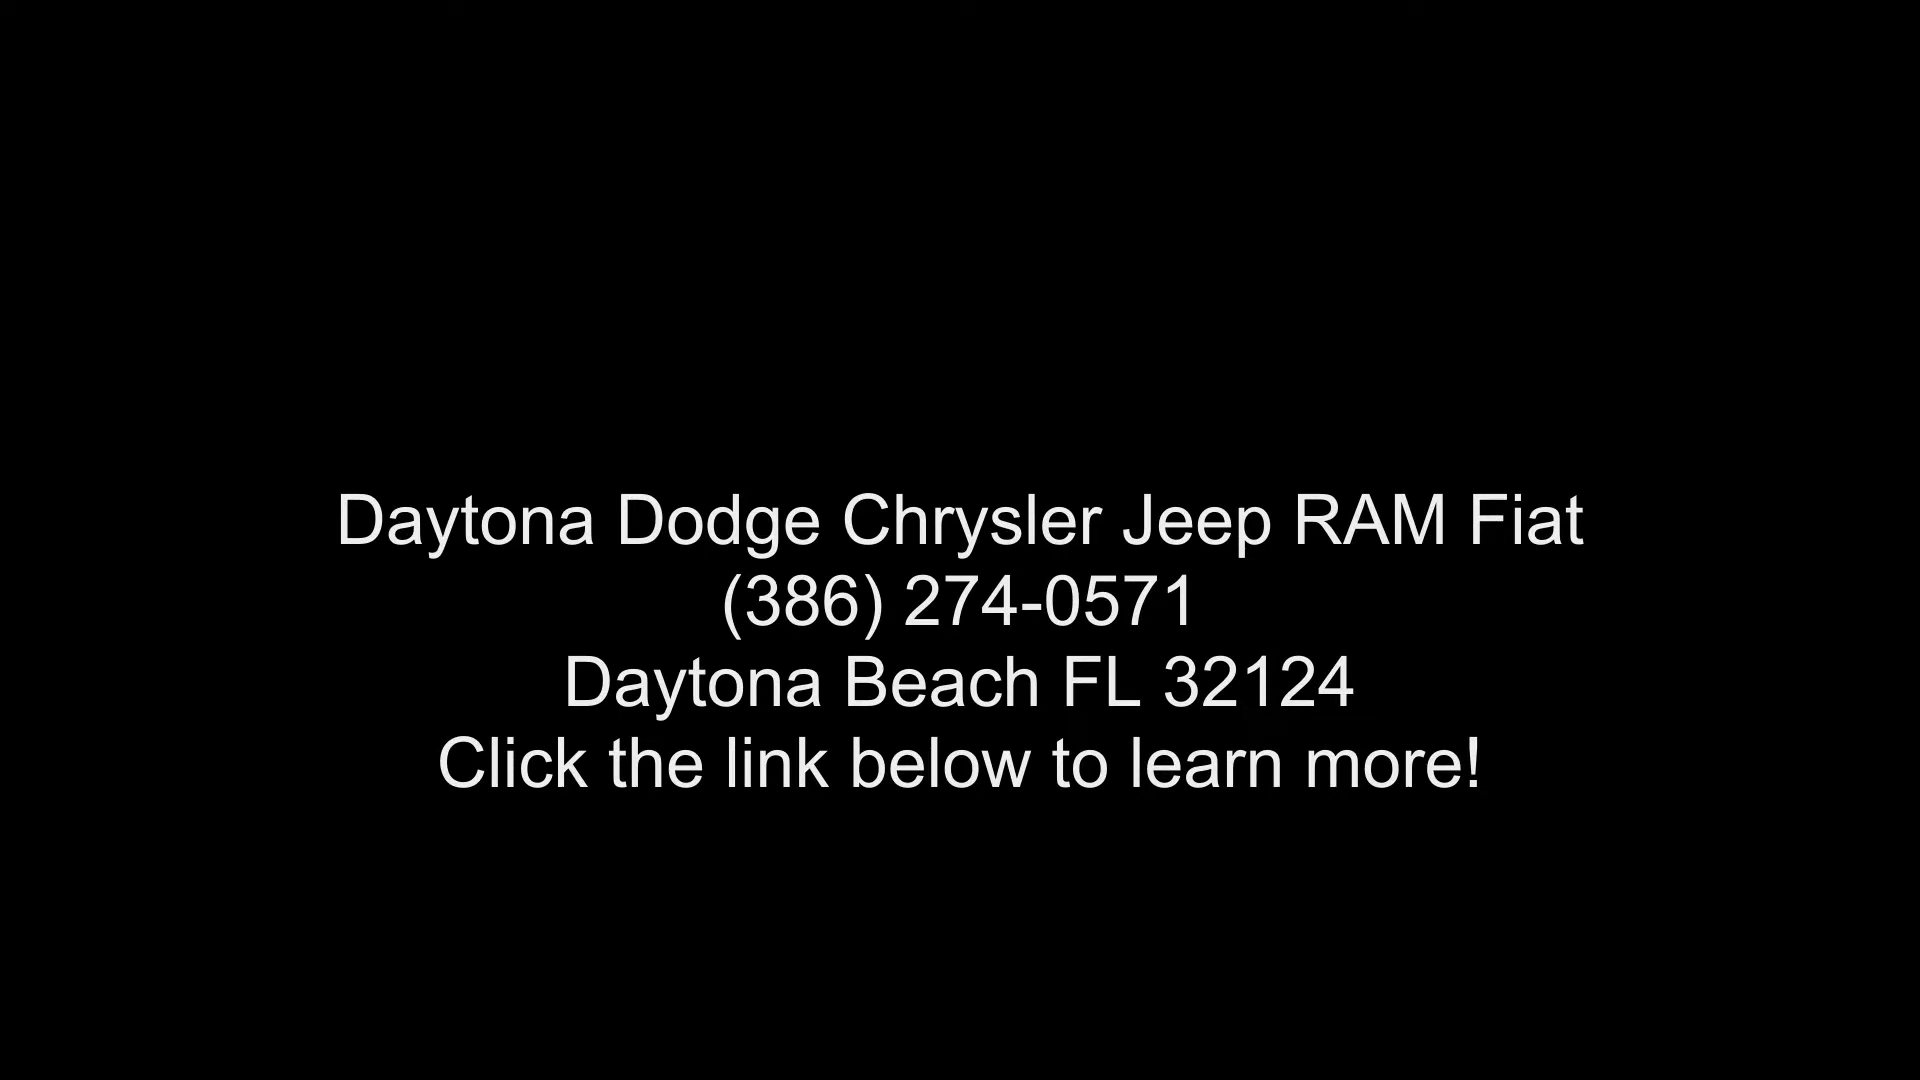 Daytona Dodge Chrysler Jeep RAM Fiat
(386) 274-0571
Daytona Beach FL 32124
Click the link below to learn more!